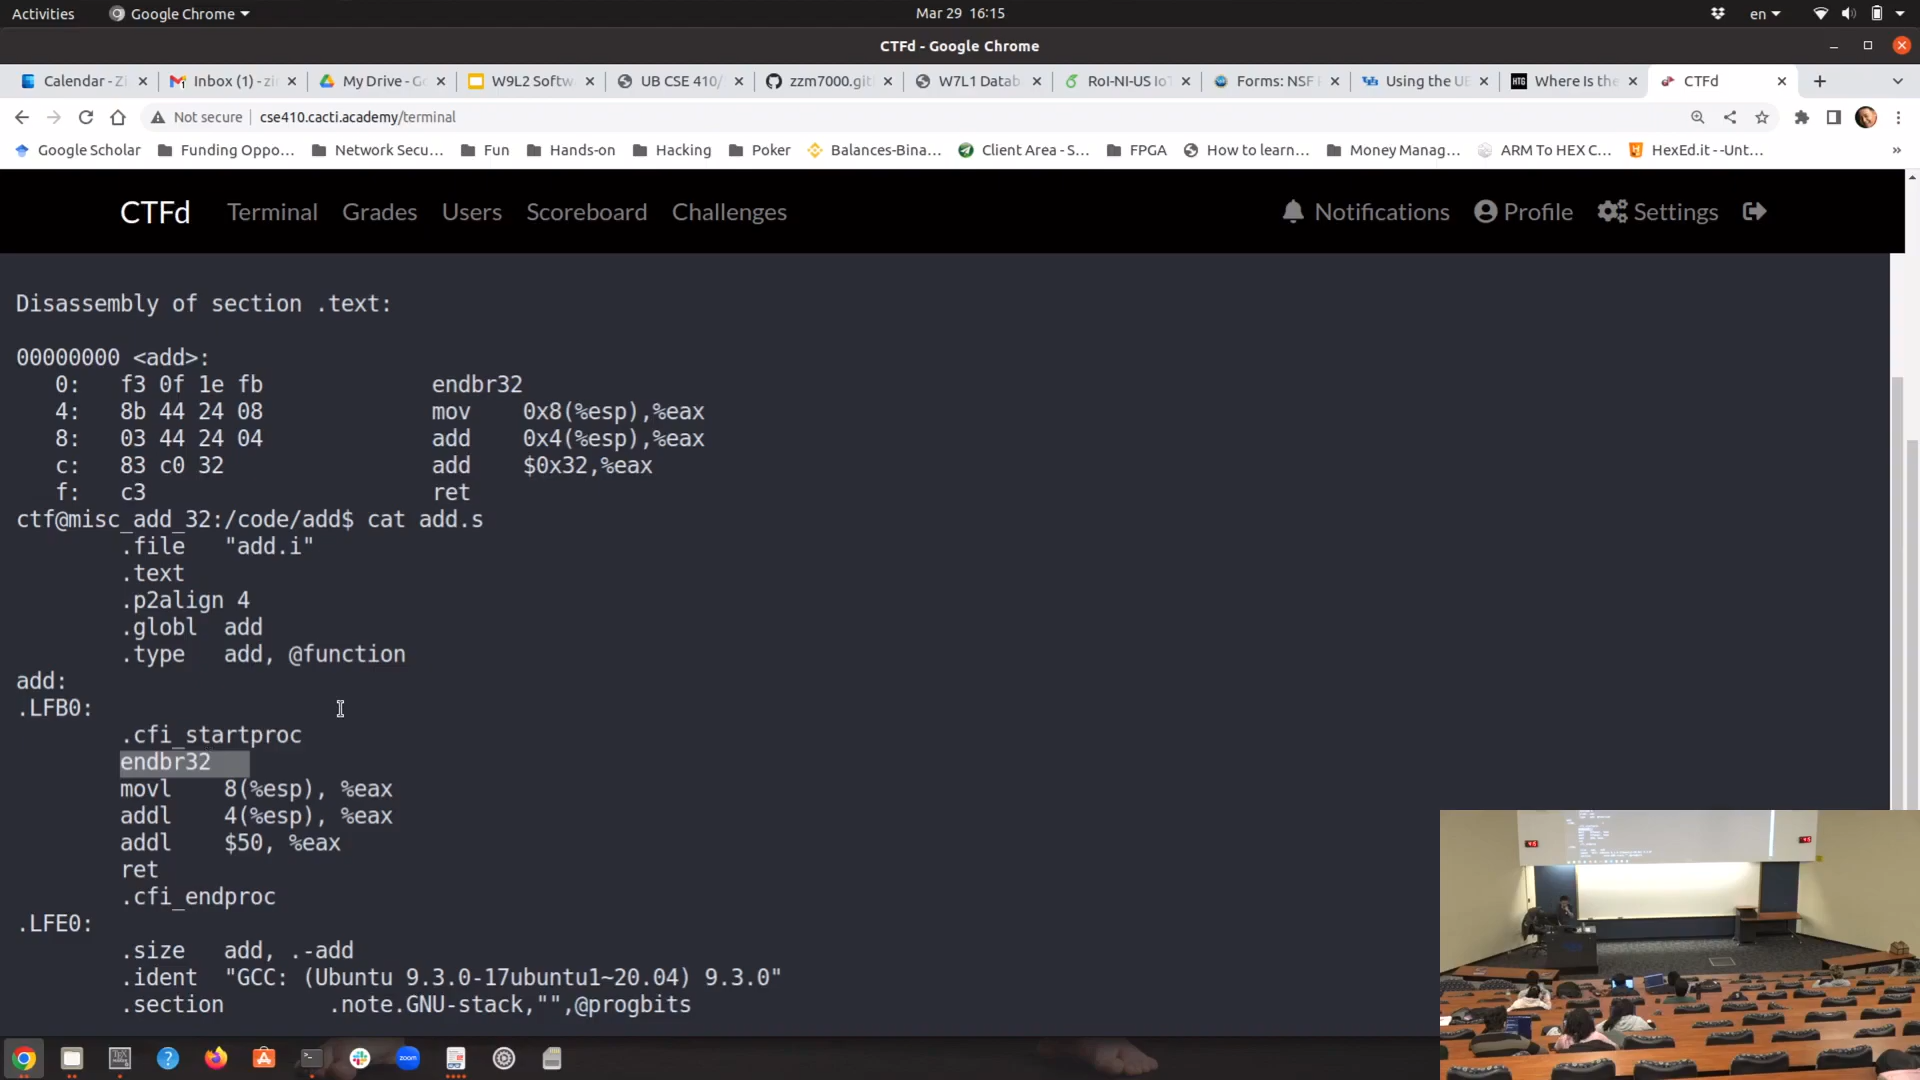 Activities Google Chrome Mar 29 16:15 en
CTFd - Google Chrome
Calendar - Zi Inbox (1) - zi My Drive - G W9L2 Softw UB CSE 410/ zzm7000.git W7L1 Datab RoI-NI-US Io Forms: NSF Using the UB Where Is the CTFd
Not secure cse410.cacti.academy/terminal
Google Scholar Funding Oppo... Network Secu... Fun Hands-on Hacking Poker Balances-Bina... Client Area - S... FPGA How to learn... Money Manag... ARM To HEX C... HexEd.it --Unt... »
CTFd Terminal Grades Users Scoreboard Challenges Notifications Profile Settings
Disassembly of section .text:
00000000 <add>:
0: f3 0f 1e fb endbr32
4: 8b 44 24 08 mov 0x8(%esp),%eax
8: 03 44 24 04 add 0x4(%esp),%eax
c: 83 c0 32 add $0x32,%eax
f: c3 ret
ctf@misc_add_32:/code/add$ cat add.s
.file "add.i"
.text
.p2align 4
.globl add
.type add, @function
add:
.LFB0:
.cfi_startproc
endbr32
movl 8(%esp), %eax
addl 4(%esp), %eax
addl $50, %eax
ret
.cfi_endproc
.LFE0:
.size add, .-add
.ident "GCC: (Ubuntu 9.3.0-17ubuntu1~20.04) 9.3.0"
.section .note.GNU-stack,"",@progbits
zoom